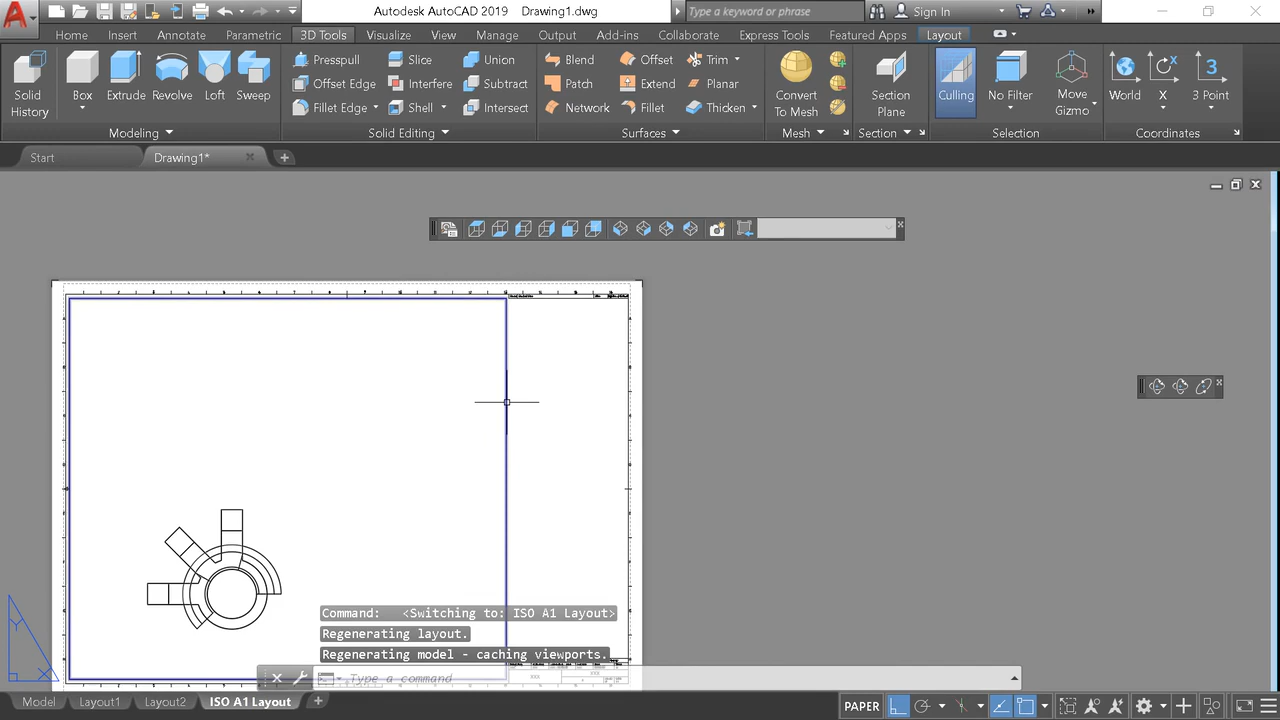 Autodesk AutoCAD 2019 Drawing1.dwg
Type a keyword or phrase
Sign In
Home Insert Annotate Parametric 3D Tools Visualize View Manage Output Add-ins Collaborate Express Tools Featured Apps Layout
Solid History
Box
Extrude
Revolve
Loft
Sweep
Modeling
Presspull
Offset Edge
Fillet Edge
Slice
Interfere
Shell
Union
Subtract
Intersect
Solid Editing
Blend
Patch
Network
Offset
Extend
Fillet
Trim
Planar
Thicken
Surfaces
Convert To Mesh
Mesh
Section Plane
Section
Culling
No Filter
Move Gizmo
Selection
World
X
3 Point
Coordinates
Start
Drawing1*
Command: <Switching to: ISO A1 Layout>
Regenerating layout.
Regenerating model - caching viewports.
Type a command
Y
X
Model Layout1 Layout2 ISO A1 Layout
PAPER